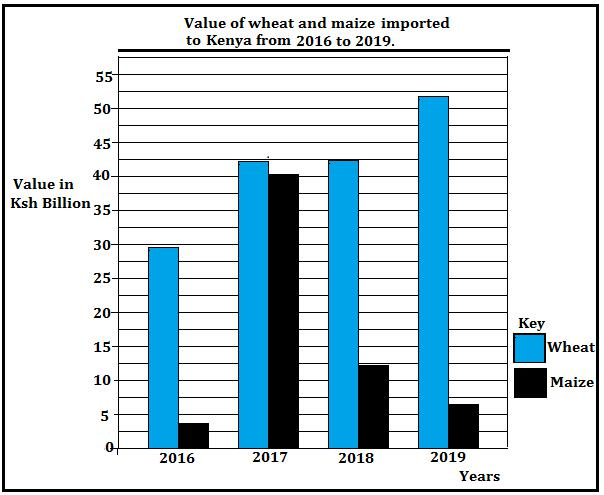 Value of wheat and maize imported
to Kenya from 2016 to 2019.
55
50
45
Value in
Ksh Billion
40
35
30
25
20
15
10
5
0
Key
Wheat
Maize
2016
2017
2018
2019
Years